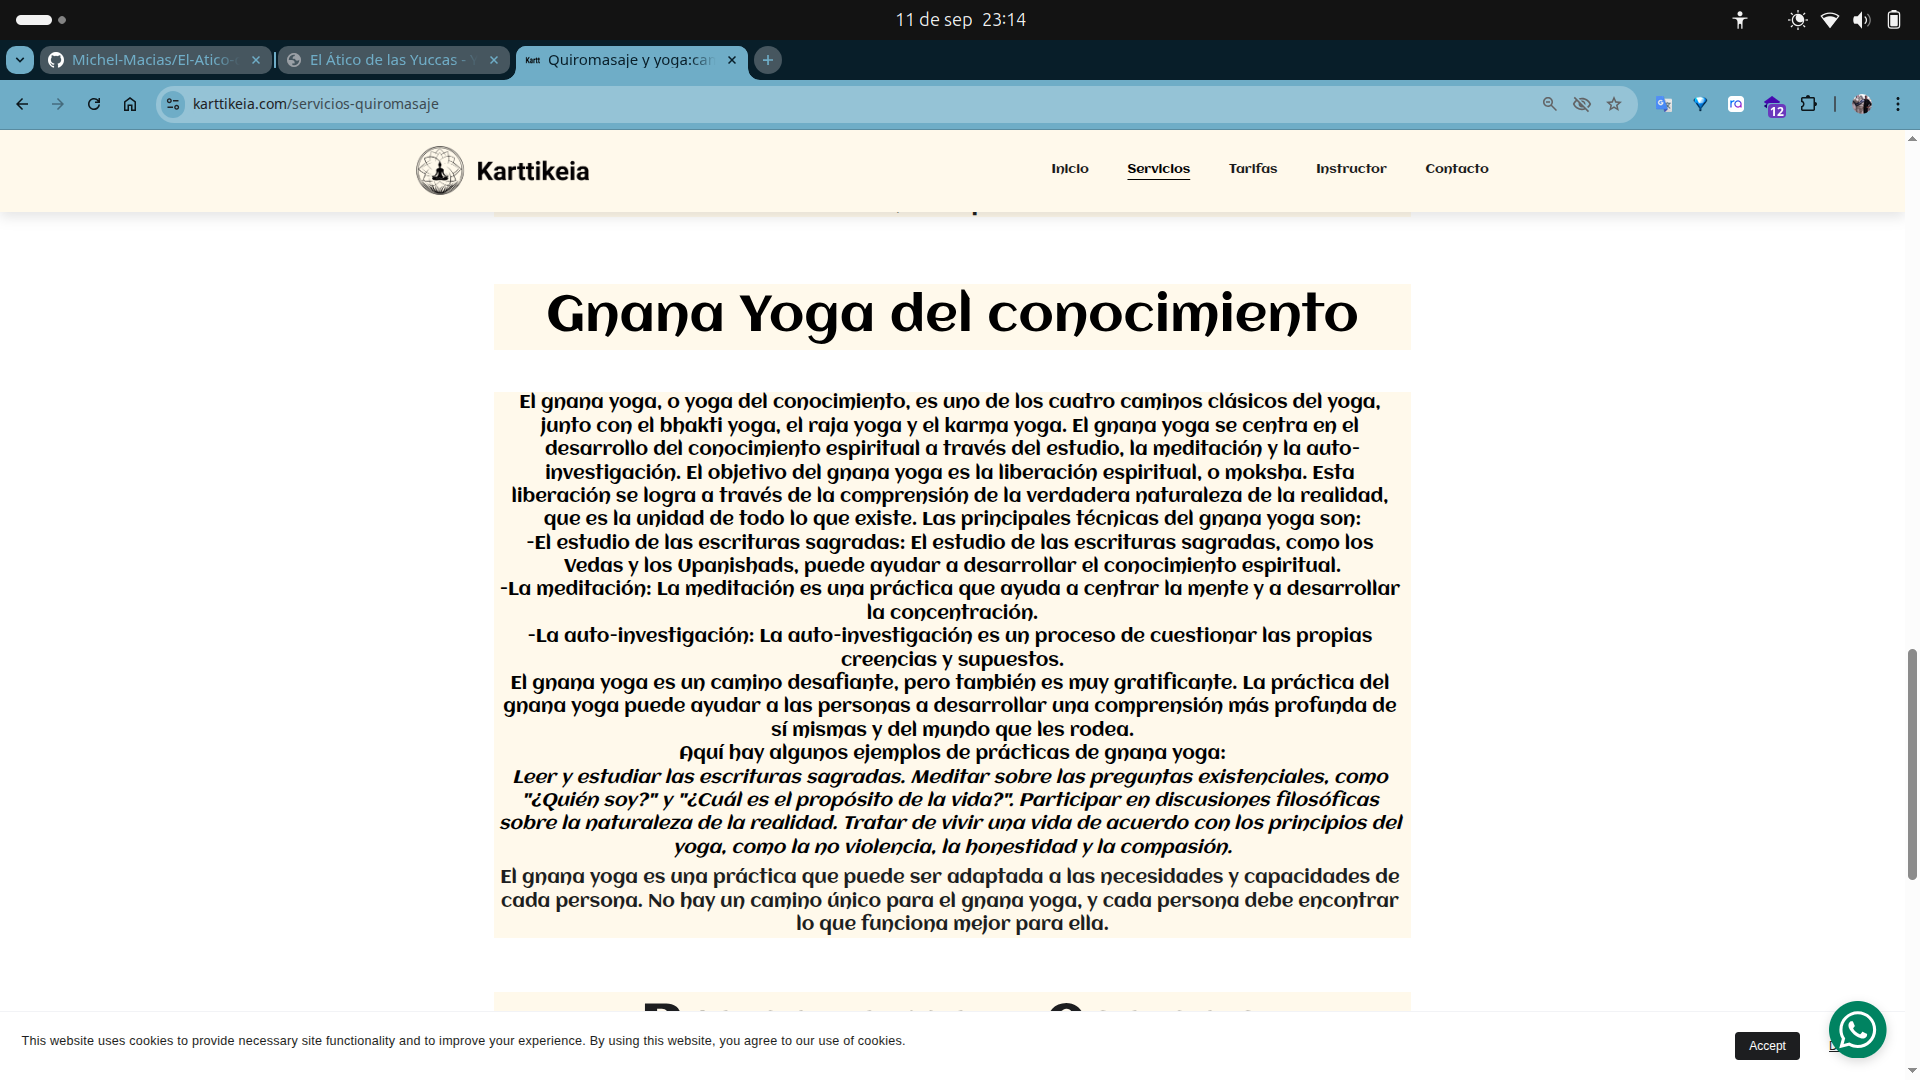 11 de sep 23:14
Michel-Macias/El-Atico-
El Ático de las Yuccas - Y
Kartt
Quiromasaje y yoga:can
karttikeia.com/servicios-quiromasaje
12
Karttikeia
Inicio
Servicios
Tarifas
Instructor
Contacto
Gnana Yoga del conocimiento
El gnana yoga, o yoga del conocimiento, es uno de los cuatro caminos clásicos del yoga,
junto con el bhakti yoga, el raja yoga y el karma yoga. El gnana yoga se centra en el
desarrollo del conocimiento espiritual a través del estudio, la meditación y la auto-
investigación. El objetivo del gnana yoga es la liberación espiritual, o moksha. Esta
liberación se logra a través de la comprensión de la verdadera naturaleza de la realidad,
que es la unidad de todo lo que existe. Las principales técnicas del gnana yoga son:
-El estudio de las escrituras sagradas: El estudio de las escrituras sagradas, como los
Vedas y los Upanishads, puede ayudar a desarrollar el conocimiento espiritual.
-La meditación: La meditación es una práctica que ayuda a centrar la mente y a desarrollar
la concentración.
-La auto-investigación: La auto-investigación es un proceso de cuestionar las propias
creencias y supuestos.
El gnana yoga es un camino desafiante, pero también es muy gratificante. La práctica del
gnana yoga puede ayudar a las personas a desarrollar una comprensión más profunda de
sí mismas y del mundo que les rodea.
Aquí hay algunos ejemplos de prácticas de gnana yoga:
Leer y estudiar las escrituras sagradas. Meditar sobre las preguntas existenciales, como
"¿Quién soy?" y "¿Cuál es el propósito de la vida?". Participar en discusiones filosóficas
sobre la naturaleza de la realidad. Tratar de vivir una vida de acuerdo con los principios del
yoga, como la no violencia, la honestidad y la compasión.
El gnana yoga es una práctica que puede ser adaptada a las necesidades y capacidades de
cada persona. No hay un camino único para el gnana yoga, y cada persona debe encontrar
lo que funciona mejor para ella.
This website uses cookies to provide necessary site functionality and to improve your experience. By using this website, you agree to our use of cookies.
Accept